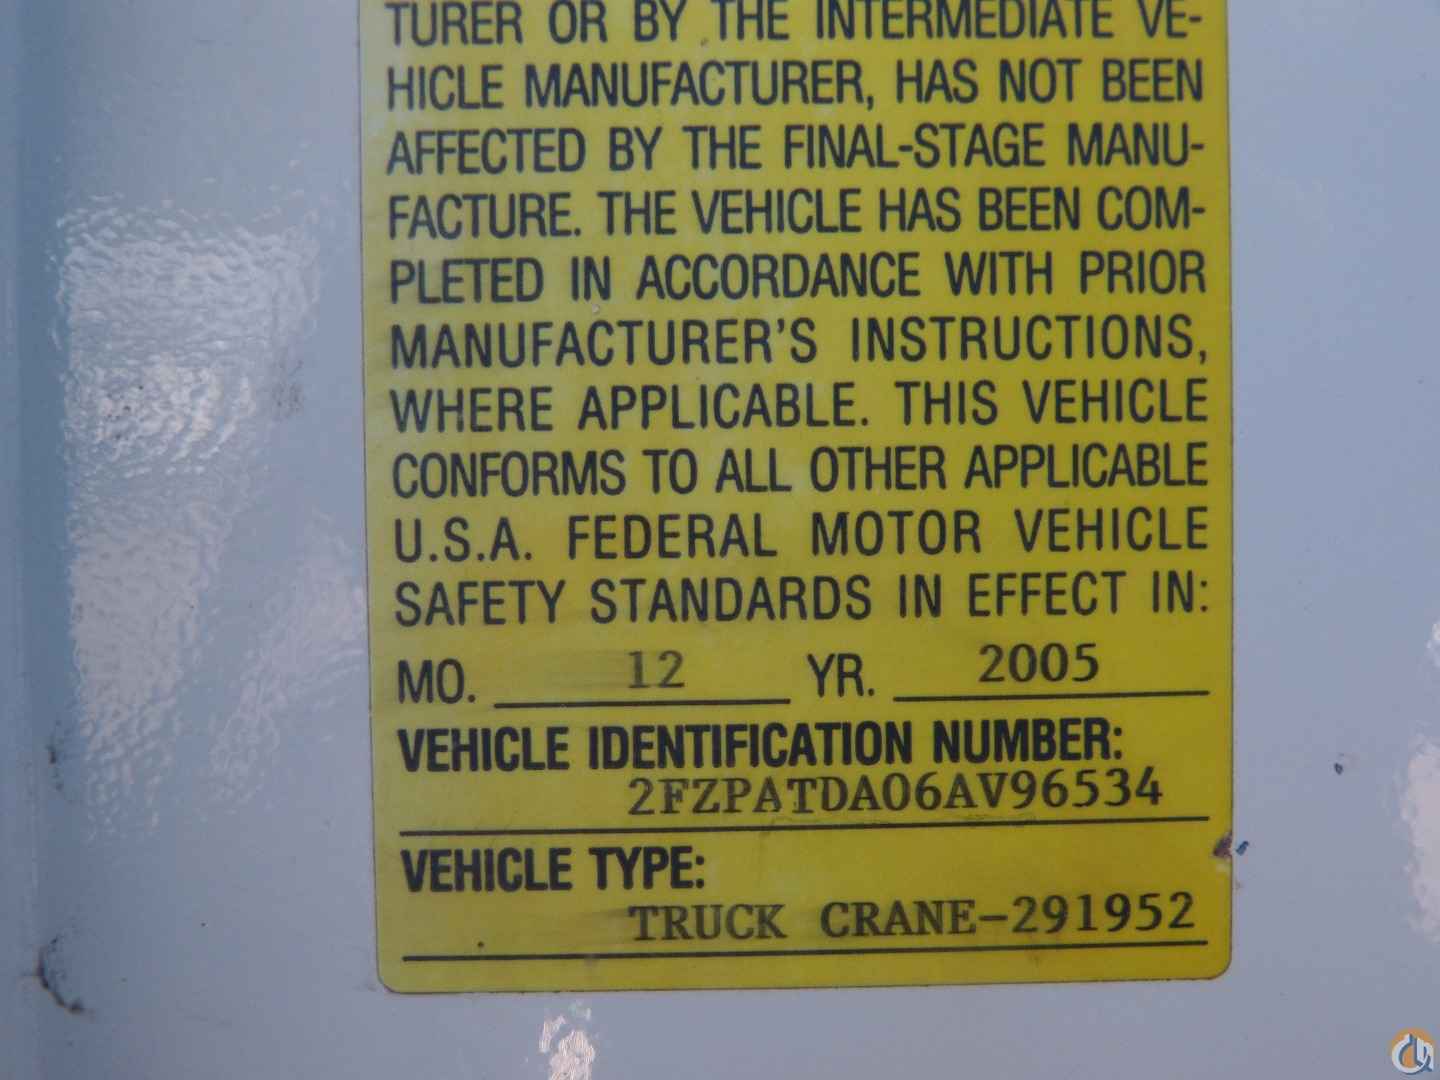 TURER OR BY THE INTERMEDIATE VE-
HICLE MANUFACTURER, HAS NOT BEEN
AFFECTED BY THE FINAL-STAGE MANU-
FACTURE. THE VEHICLE HAS BEEN COM-
PLETED IN ACCORDANCE WITH PRIOR
MANUFACTURER'S INSTRUCTIONS,
WHERE APPLICABLE. THIS VEHICLE
CONFORMS TO ALL OTHER APPLICABLE
U.S.A. FEDERAL MOTOR VEHICLE
SAFETY STANDARDS IN EFFECT IN:
MO. 12 YR. 2005
VEHICLE IDENTIFICATION NUMBER:
2FZPATDA06AV96534
VEHICLE TYPE:
TRUCK CRANE-291952